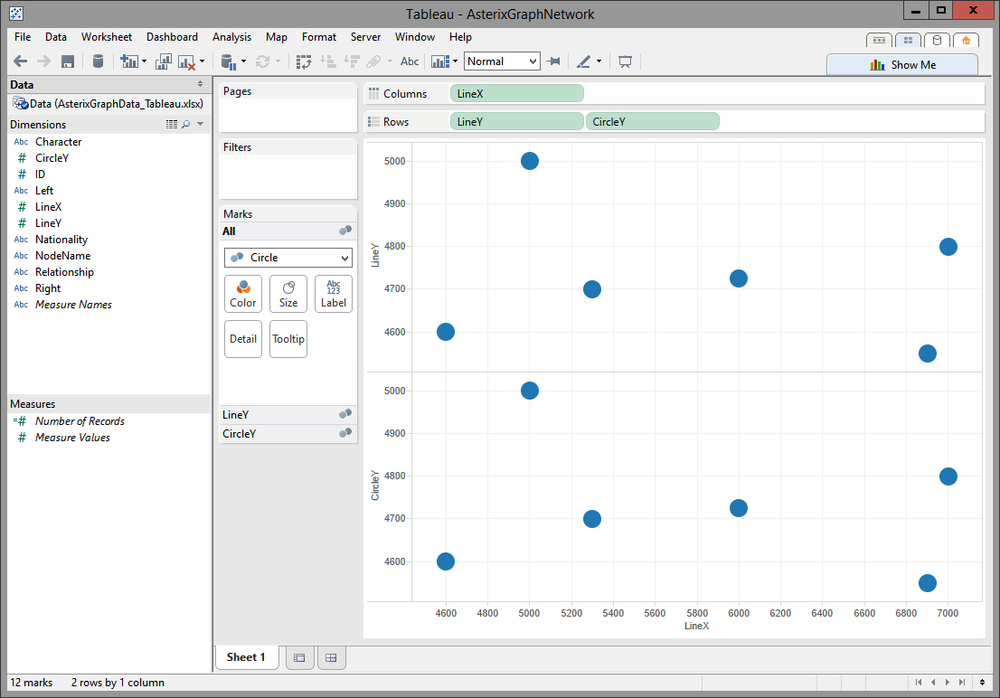 Tableau - AsterixGraphNetwork
File Data Worksheet Dashboard Analysis Map Format Server Window Help
Abc Normal
Show Me
Data
Data (AsterixGraphData_Tableau.xlsx)
Dimensions
Abc Character
# CircleY
# ID
Abc Left
# LineX
# LineY
Abc Nationality
Abc NodeName
Abc Relationship
Abc Right
Abc Measure Names
Measures
=# Number of Records
# Measure Values
Pages
Filters
Marks
All
Circle
Color Size Abc 123 Label
Detail Tooltip
LineY
CircleY
Columns LineX
Rows LineY CircleY
LineY
5000
4900
4800
4700
4600
CircleY
5000
4900
4800
4700
4600
4600 4800 5000 5200 5400 5600 5800 6000 6200 6400 6600 6800 7000
LineX
Sheet 1
12 marks 2 rows by 1 column